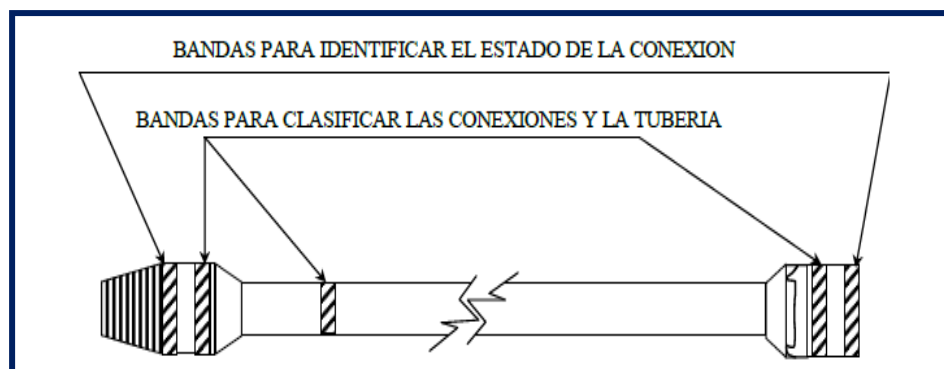 BANDAS PARA IDENTIFICAR EL ESTADO DE LA CONEXION
BANDAS PARA CLASIFICAR LAS CONEXIONES Y LA TUBERIA